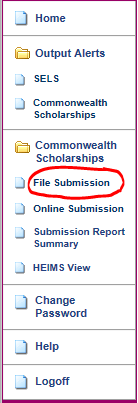 Home
Output Alerts
SELS
Commonwealth
Scholarships
Commonwealth
Scholarships
File Submission
Online Submission
Submission Report
Summary
HEIMS View
Change
Password
Help
Logoff